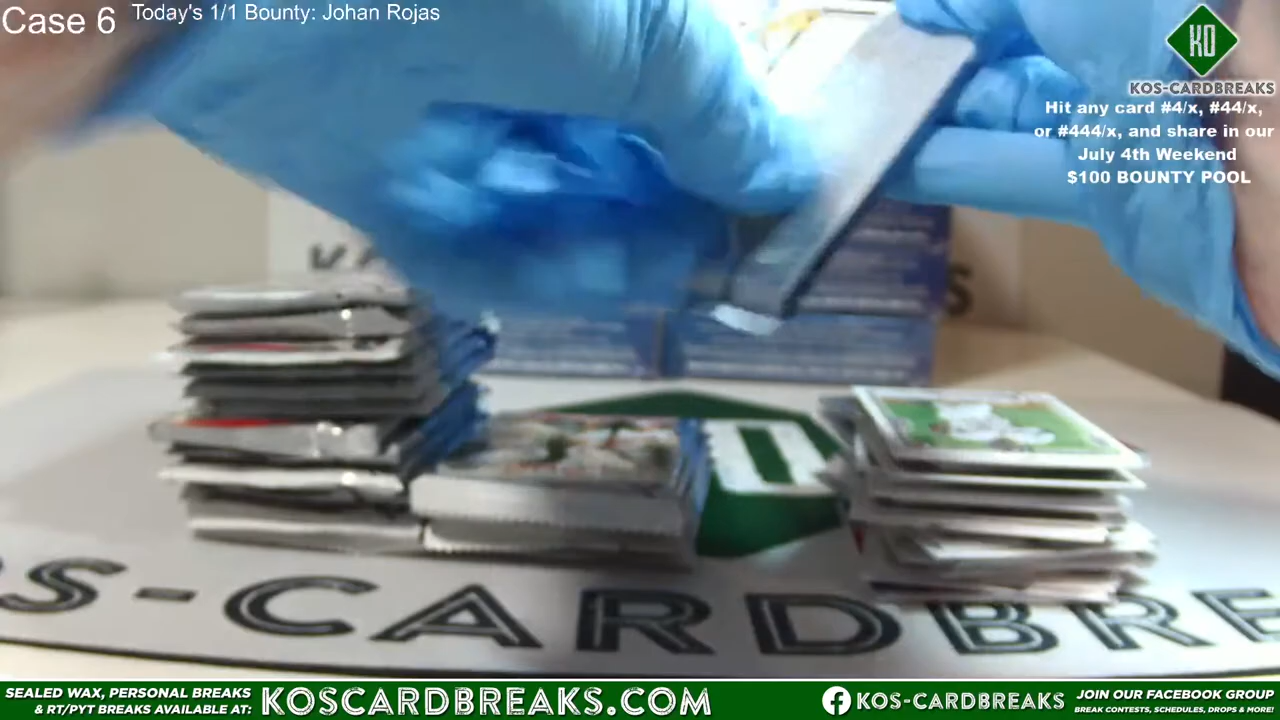 Case 6
Today's 1/1 Bounty: Johan Rojas
KO
KOS-CARDBREAKS
Hit any card #4/x, #44/x,
or #444/x, and share in our
July 4th Weekend
$100 BOUNTY POOL
S-CARDBRE
SEALED WAX, PERSONAL BREAKS
& RT/PYT BREAKS AVAILABLE AT:
KOSCARDBREAKS.COM
KOS-CARDBREAKS
JOIN OUR FACEBOOK GROUP
BREAK CONTESTS, SCHEDULES, DROPS & MORE!